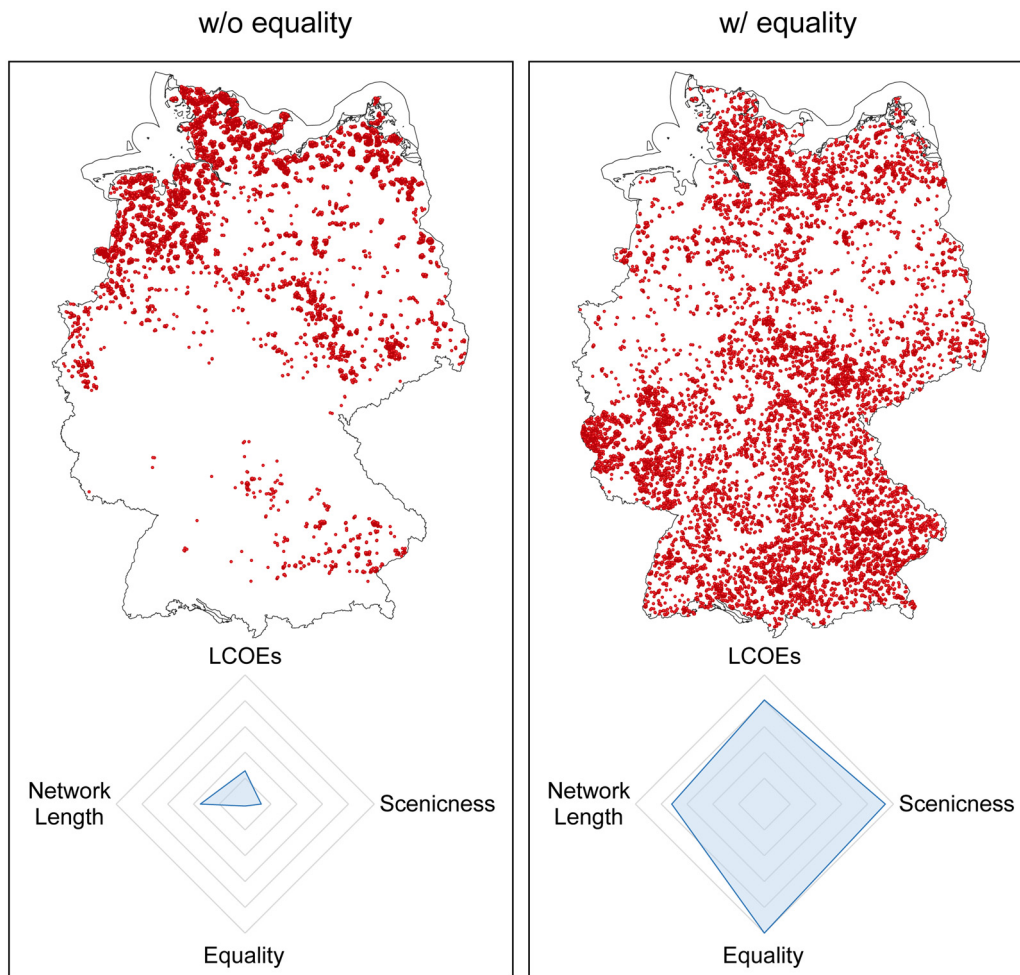 w/o equality
w/ equality
LCOEs
Network
Length
Scenicness
Equality
LCOEs
Network
Length
Scenicness
Equality